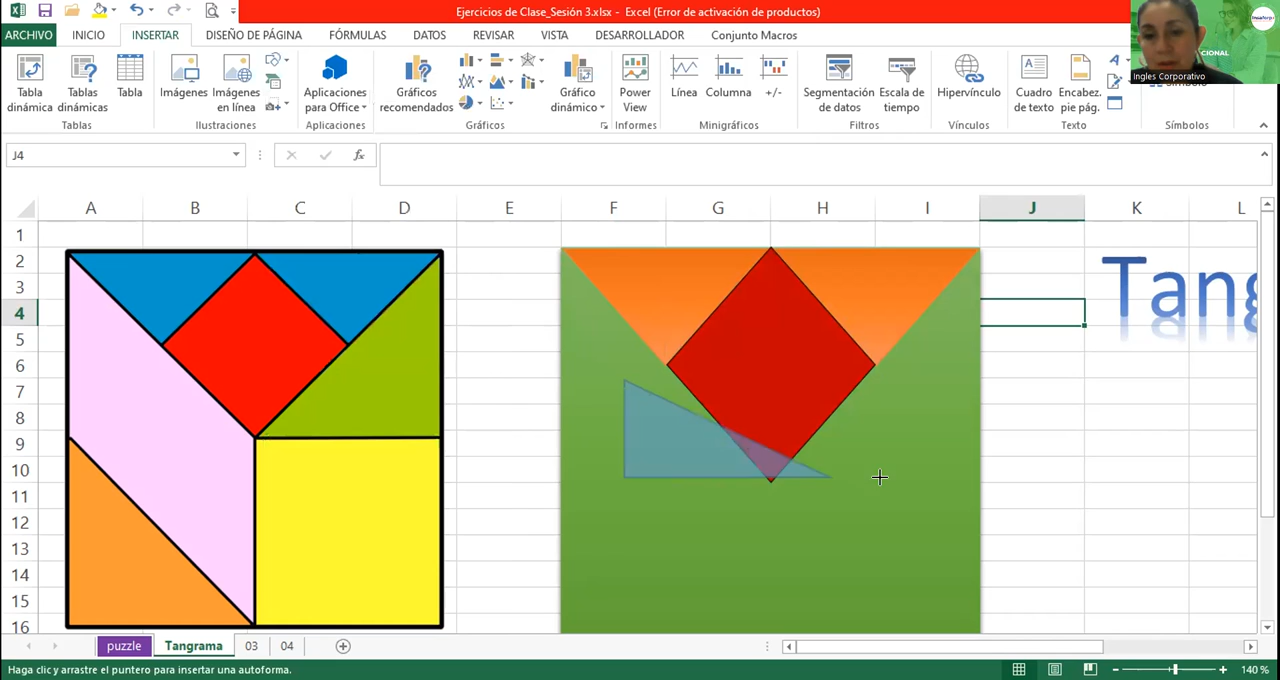 Ejercicios de Clase_Sesión 3.xlsx - Excel (Error de activación de productos)
ARCHIVO INICIO INSERTAR DISEÑO DE PÁGINA FÓRMULAS DATOS REVISAR VISTA DESARROLLADOR Conjunto Macros
CIONAL
Ingles Corporativo
Tabla dinámica
Tablas dinámicas
Tabla
Imágenes
Imágenes en línea
Aplicaciones para Office
Gráficos recomendados
Gráfico dinámico
Power View
Línea
Columna
+/-
Segmentación de datos
Escala de tiempo
Hipervínculo
Cuadro de texto
Encabez. pie pág.
Tablas Ilustraciones Aplicaciones Gráficos Informes Minigráficos Filtros Vínculos Texto Símbolos
J4
fx
A B C D E F G H I J K L
1
2
3
4
5
6
7
8
9
10
11
12
13
14
15
16
Tang
puzzle Tangrama 03 04
Haga clic y arrastre el puntero para insertar una autoforma.
140 %